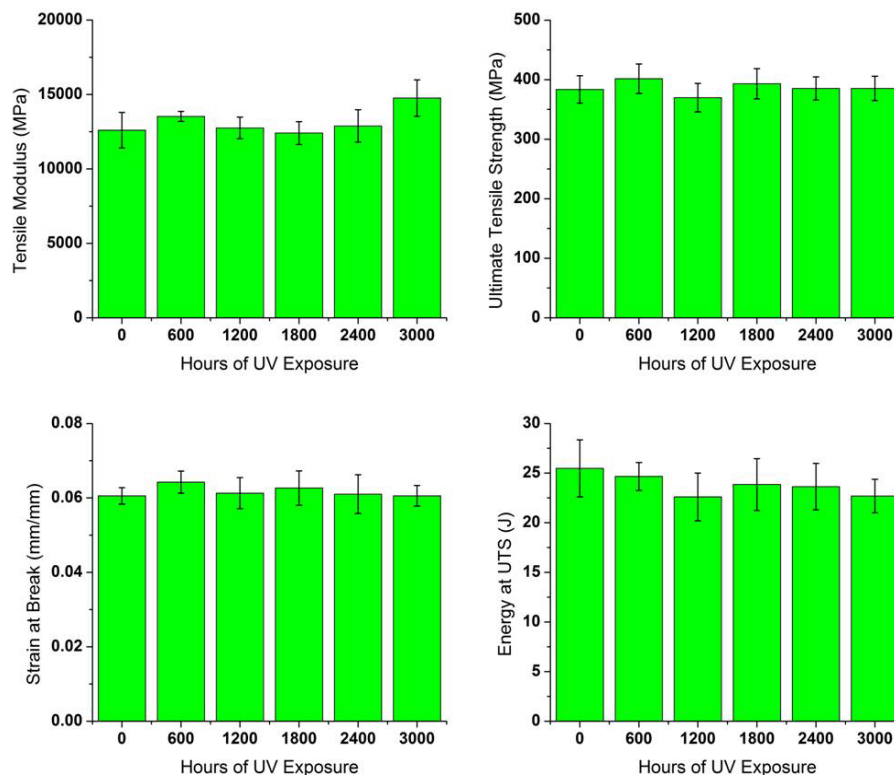 Tensile Modulus (MPa)
20000
15000
10000
5000
0
0 600 1200 1800 2400 3000
Hours of UV Exposure
Ultimate Tensile Strength (MPa)
500
400
300
200
100
0
0 600 1200 1800 2400 3000
Hours of UV Exposure
Strain at Break (mm/mm)
0.08
0.06
0.04
0.02
0.00
0 600 1200 1800 2400 3000
Hours of UV Exposure
Energy at UTS (J)
30
25
20
15
10
5
0
0 600 1200 1800 2400 3000
Hours of UV Exposure